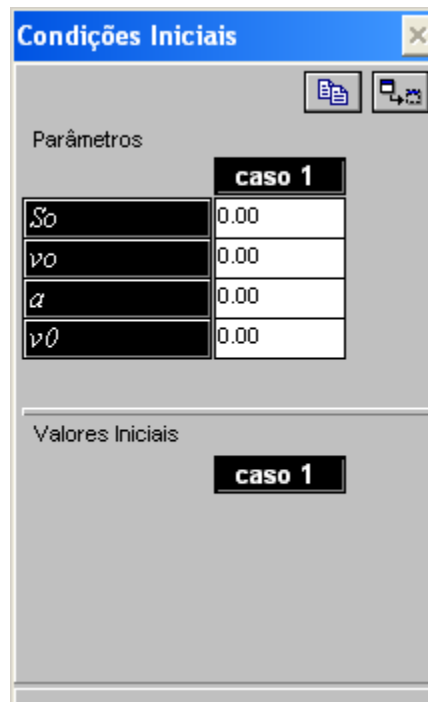 Condições Iniciais
Parâmetros
caso 1
So 0.00
vo 0.00
a 0.00
v0 0.00
Valores Iniciais
caso 1